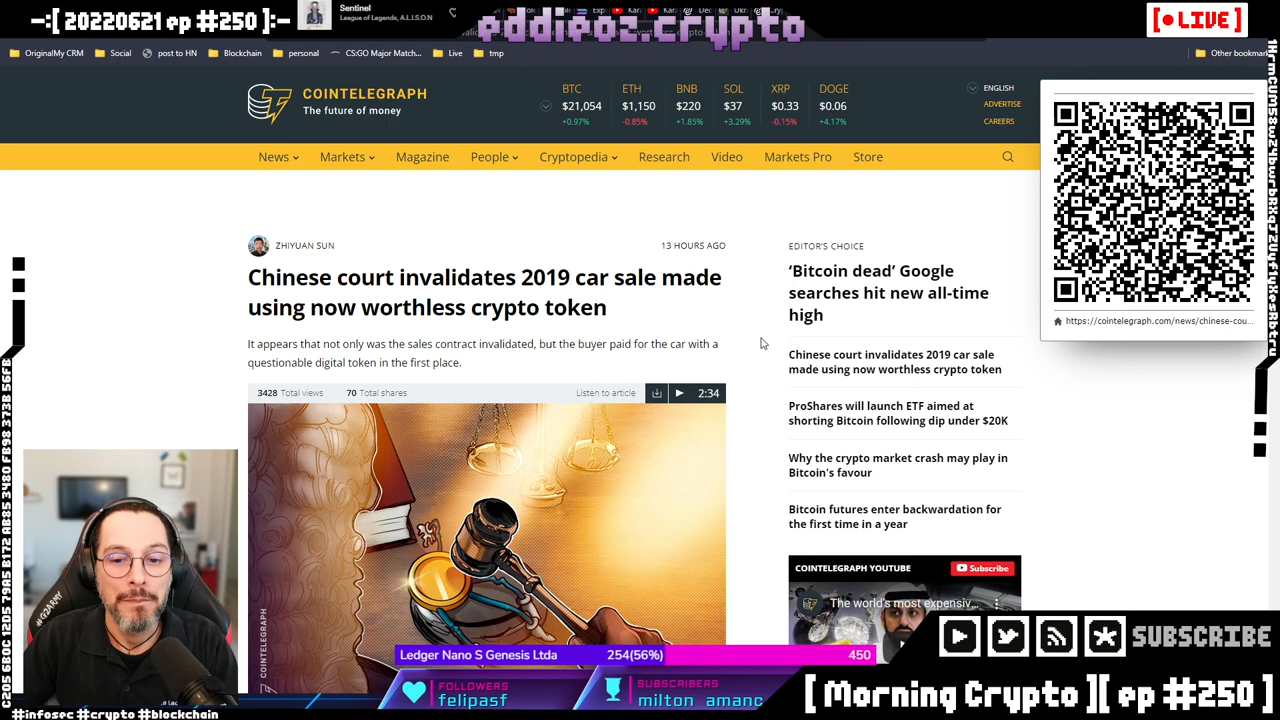 -:[ 20220621 ep #250 ]:-
Sentinel
League of Legends, A.L.I.S.O.N
eddieoz.crypto
[ LIVE ]
OriginalMy CRM
Social
post to HN
Blockchain
personal
CS:GO Major Match...
Live
tmp
Other bookmar
COINTELEGRAPH
The future of money
BTC ETH BNB SOL XRP DOGE
$21,054 $1,150 $220 $37 $0.33 $0.06
+0.97% -0.85% +1.85% +3.29% -0.15% +4.17%
ENGLISH
ADVERTISE
CAREERS
News Markets Magazine People Cryptopedia Research Video Markets Pro Store
https://cointelegraph.com/news/chinese-cou...
ZHIYUAN SUN
13 HOURS AGO
Chinese court invalidates 2019 car sale made
using now worthless crypto token
It appears that not only was the sales contract invalidated, but the buyer paid for the car with a
questionable digital token in the first place.
3428 Total views
70 Total shares
Listen to article
2:34
COINTELEGRAPH
EDITOR'S CHOICE
‘Bitcoin dead’ Google
searches hit new all-time
high
Chinese court invalidates 2019 car sale
made using now worthless crypto token
ProShares will launch ETF aimed at
shorting Bitcoin following dip under $20K
Why the crypto market crash may play in
Bitcoin's favour
Bitcoin futures enter backwardation for
the first time in a year
COINTELEGRAPH YOUTUBE
Subscribe
The world's most expensiv...
#G2ARMY
Ledger Nano S Genesis Ltda
254(56%)
450
FOLLOWERS
felipasf
SUBSCRIBERS
milton amanc
SUBSCRIBE
[ Morning Crypto ][ ep #250 ]
#infosec #crypto #blockchain